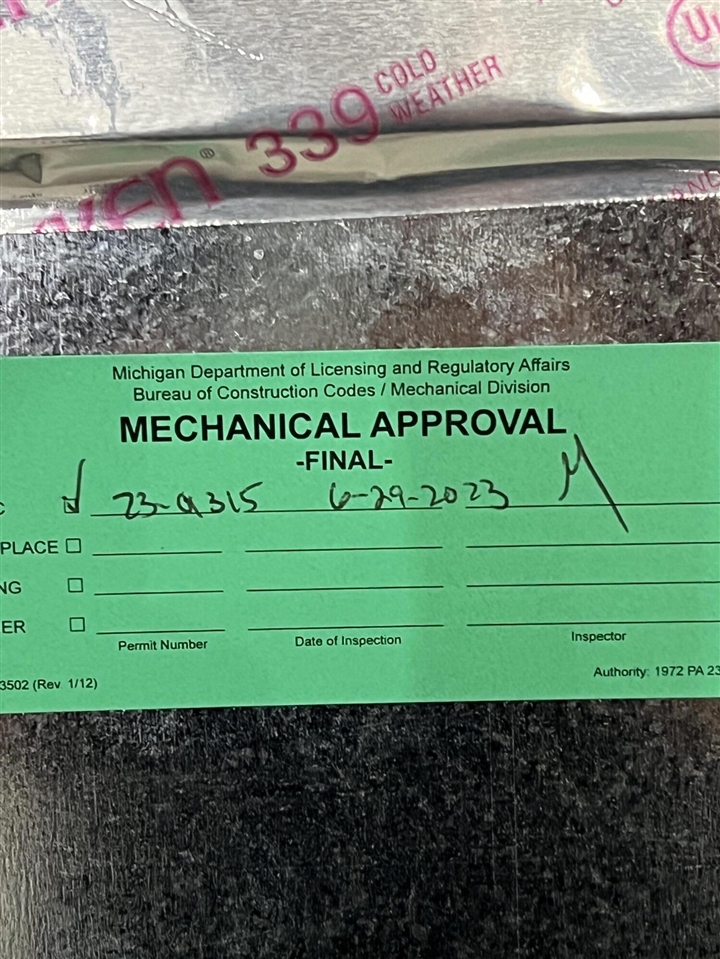 COLD
WEATHER
® 339
Michigan Department of Licensing and Regulatory Affairs
Bureau of Construction Codes / Mechanical Division
MECHANICAL APPROVAL
-FINAL-
23-9315 6-29-2023
PLACE
NG
ER
Permit Number Date of Inspection Inspector
3502 (Rev 1/12) Authority: 1972 PA 23